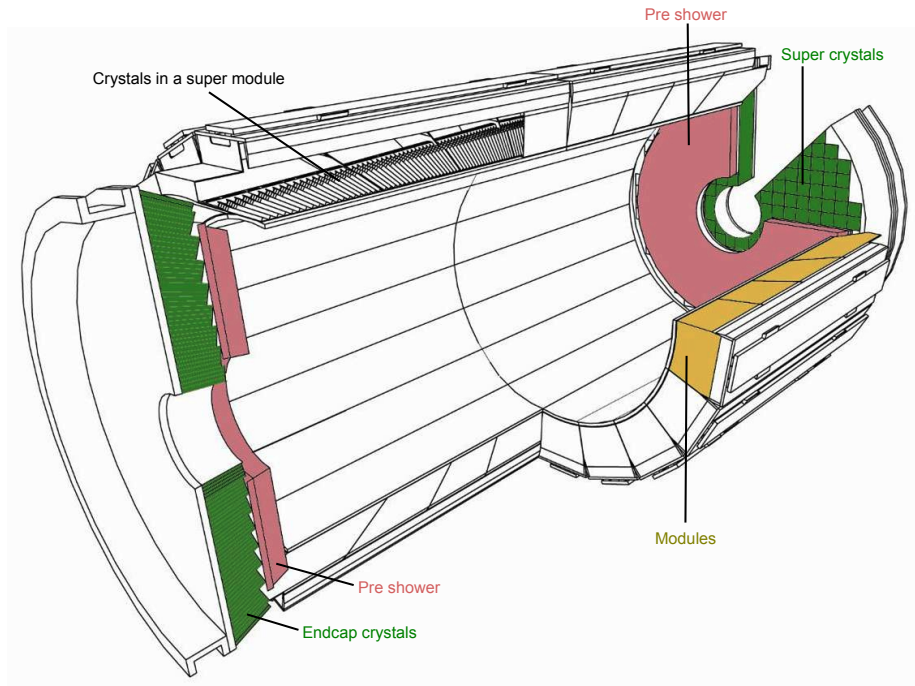 Pre shower
Super crystals
Crystals in a super module
Modules
Pre shower
Endcap crystals